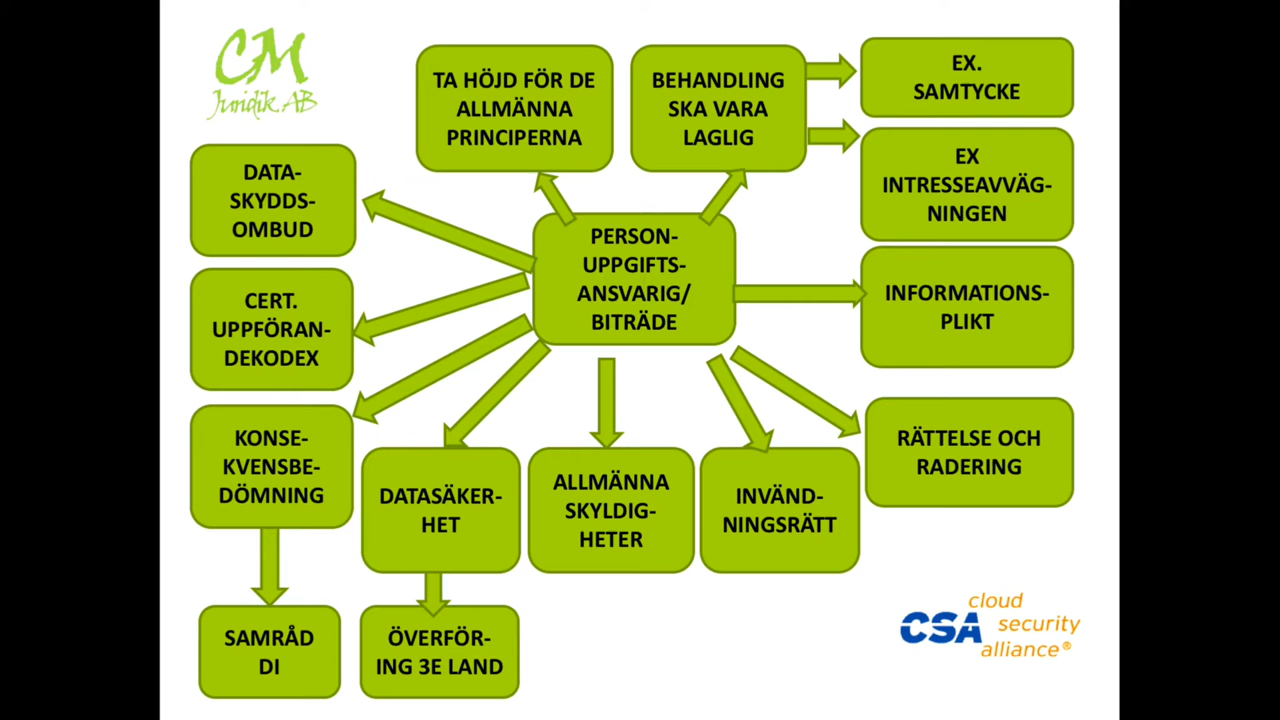 CM
Juridik AB
TA HÖJD FÖR DE
ALLMÄNNA
PRINCIPERNA
BEHANDLING
SKA VARA
LAGLIG
EX.
SAMTYCKE
EX
INTRESSEAVVÄG-
NINGEN
DATA-
SKYDDS-
OMBUD
PERSON-
UPPGIFTS-
ANSVARIG/
BITRÄDE
INFORMATIONS-
PLIKT
CERT.
UPPFÖRAN-
DEKODEX
KONSE-
KVENSBE-
DÖMNING
DATASÄKER-
HET
ALLMÄNNA
SKYLDIG-
HETER
INVÄND-
NINGSRÄTT
RÄTTELSE OCH
RADERING
SAMRÅD
DI
ÖVERFÖR-
ING 3E LAND
CSA
cloud
security
alliance®